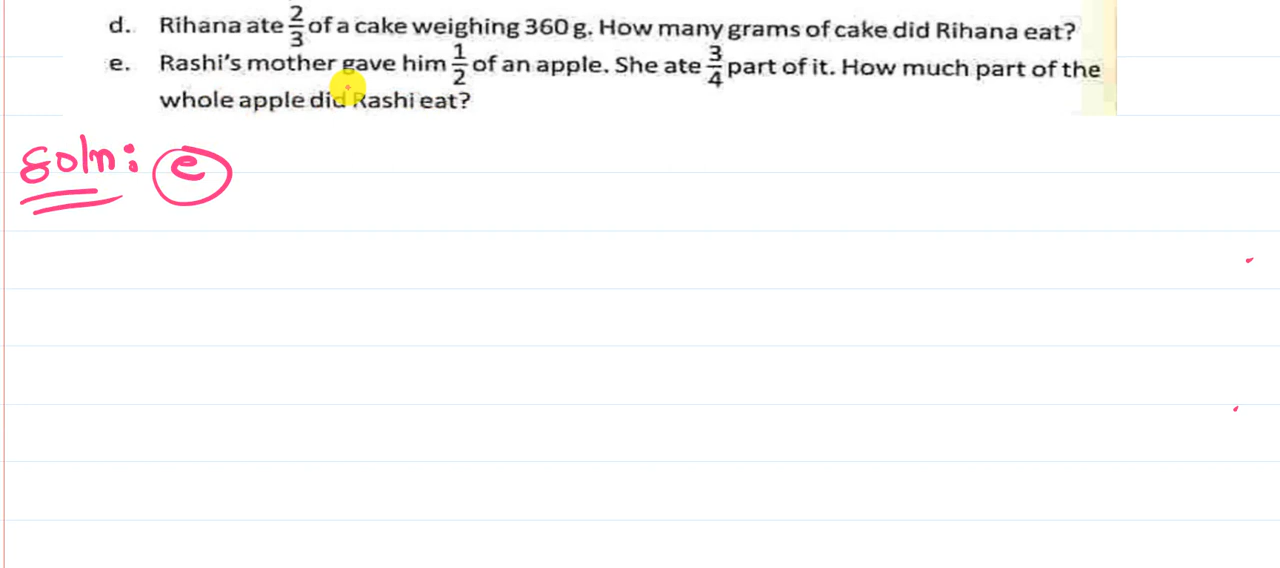 d. Rihana ate 2/3 of a cake weighing 360 g. How many grams of cake did Rihana eat?
e. Rashi's mother gave him 1/2 of an apple. She ate 3/4 part of it. How much part of the
whole apple did Rashi eat?
Soln: e